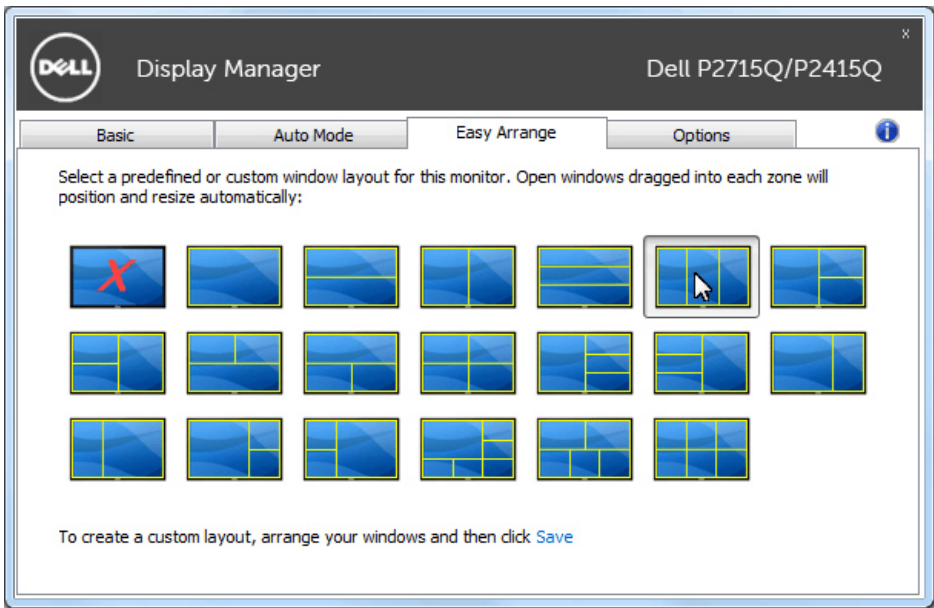 x
DELL Display Manager Dell P2715Q/P2415Q
Basic Auto Mode Easy Arrange Options i
Select a predefined or custom window layout for this monitor. Open windows dragged into each zone will
position and resize automatically:
X
To create a custom layout, arrange your windows and then click Save